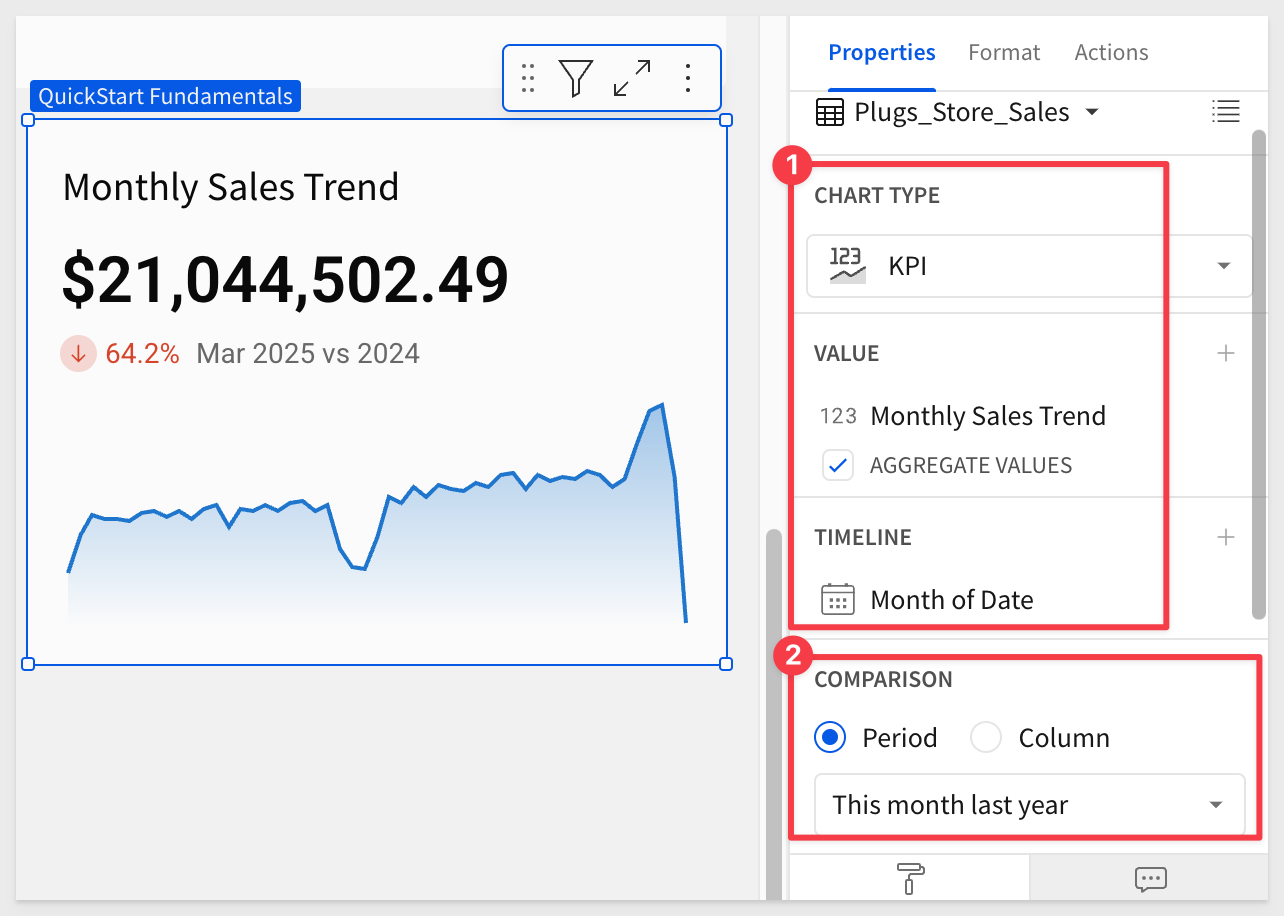 QuickStart Fundamentals
Monthly Sales Trend
$21,044,502.49
64.2% Mar 2025 vs 2024
Properties Format Actions
Plugs_Store_Sales
1
CHART TYPE
123 KPI
VALUE
123 Monthly Sales Trend
AGGREGATE VALUES
TIMELINE
Month of Date
2
COMPARISON
Period Column
This month last year